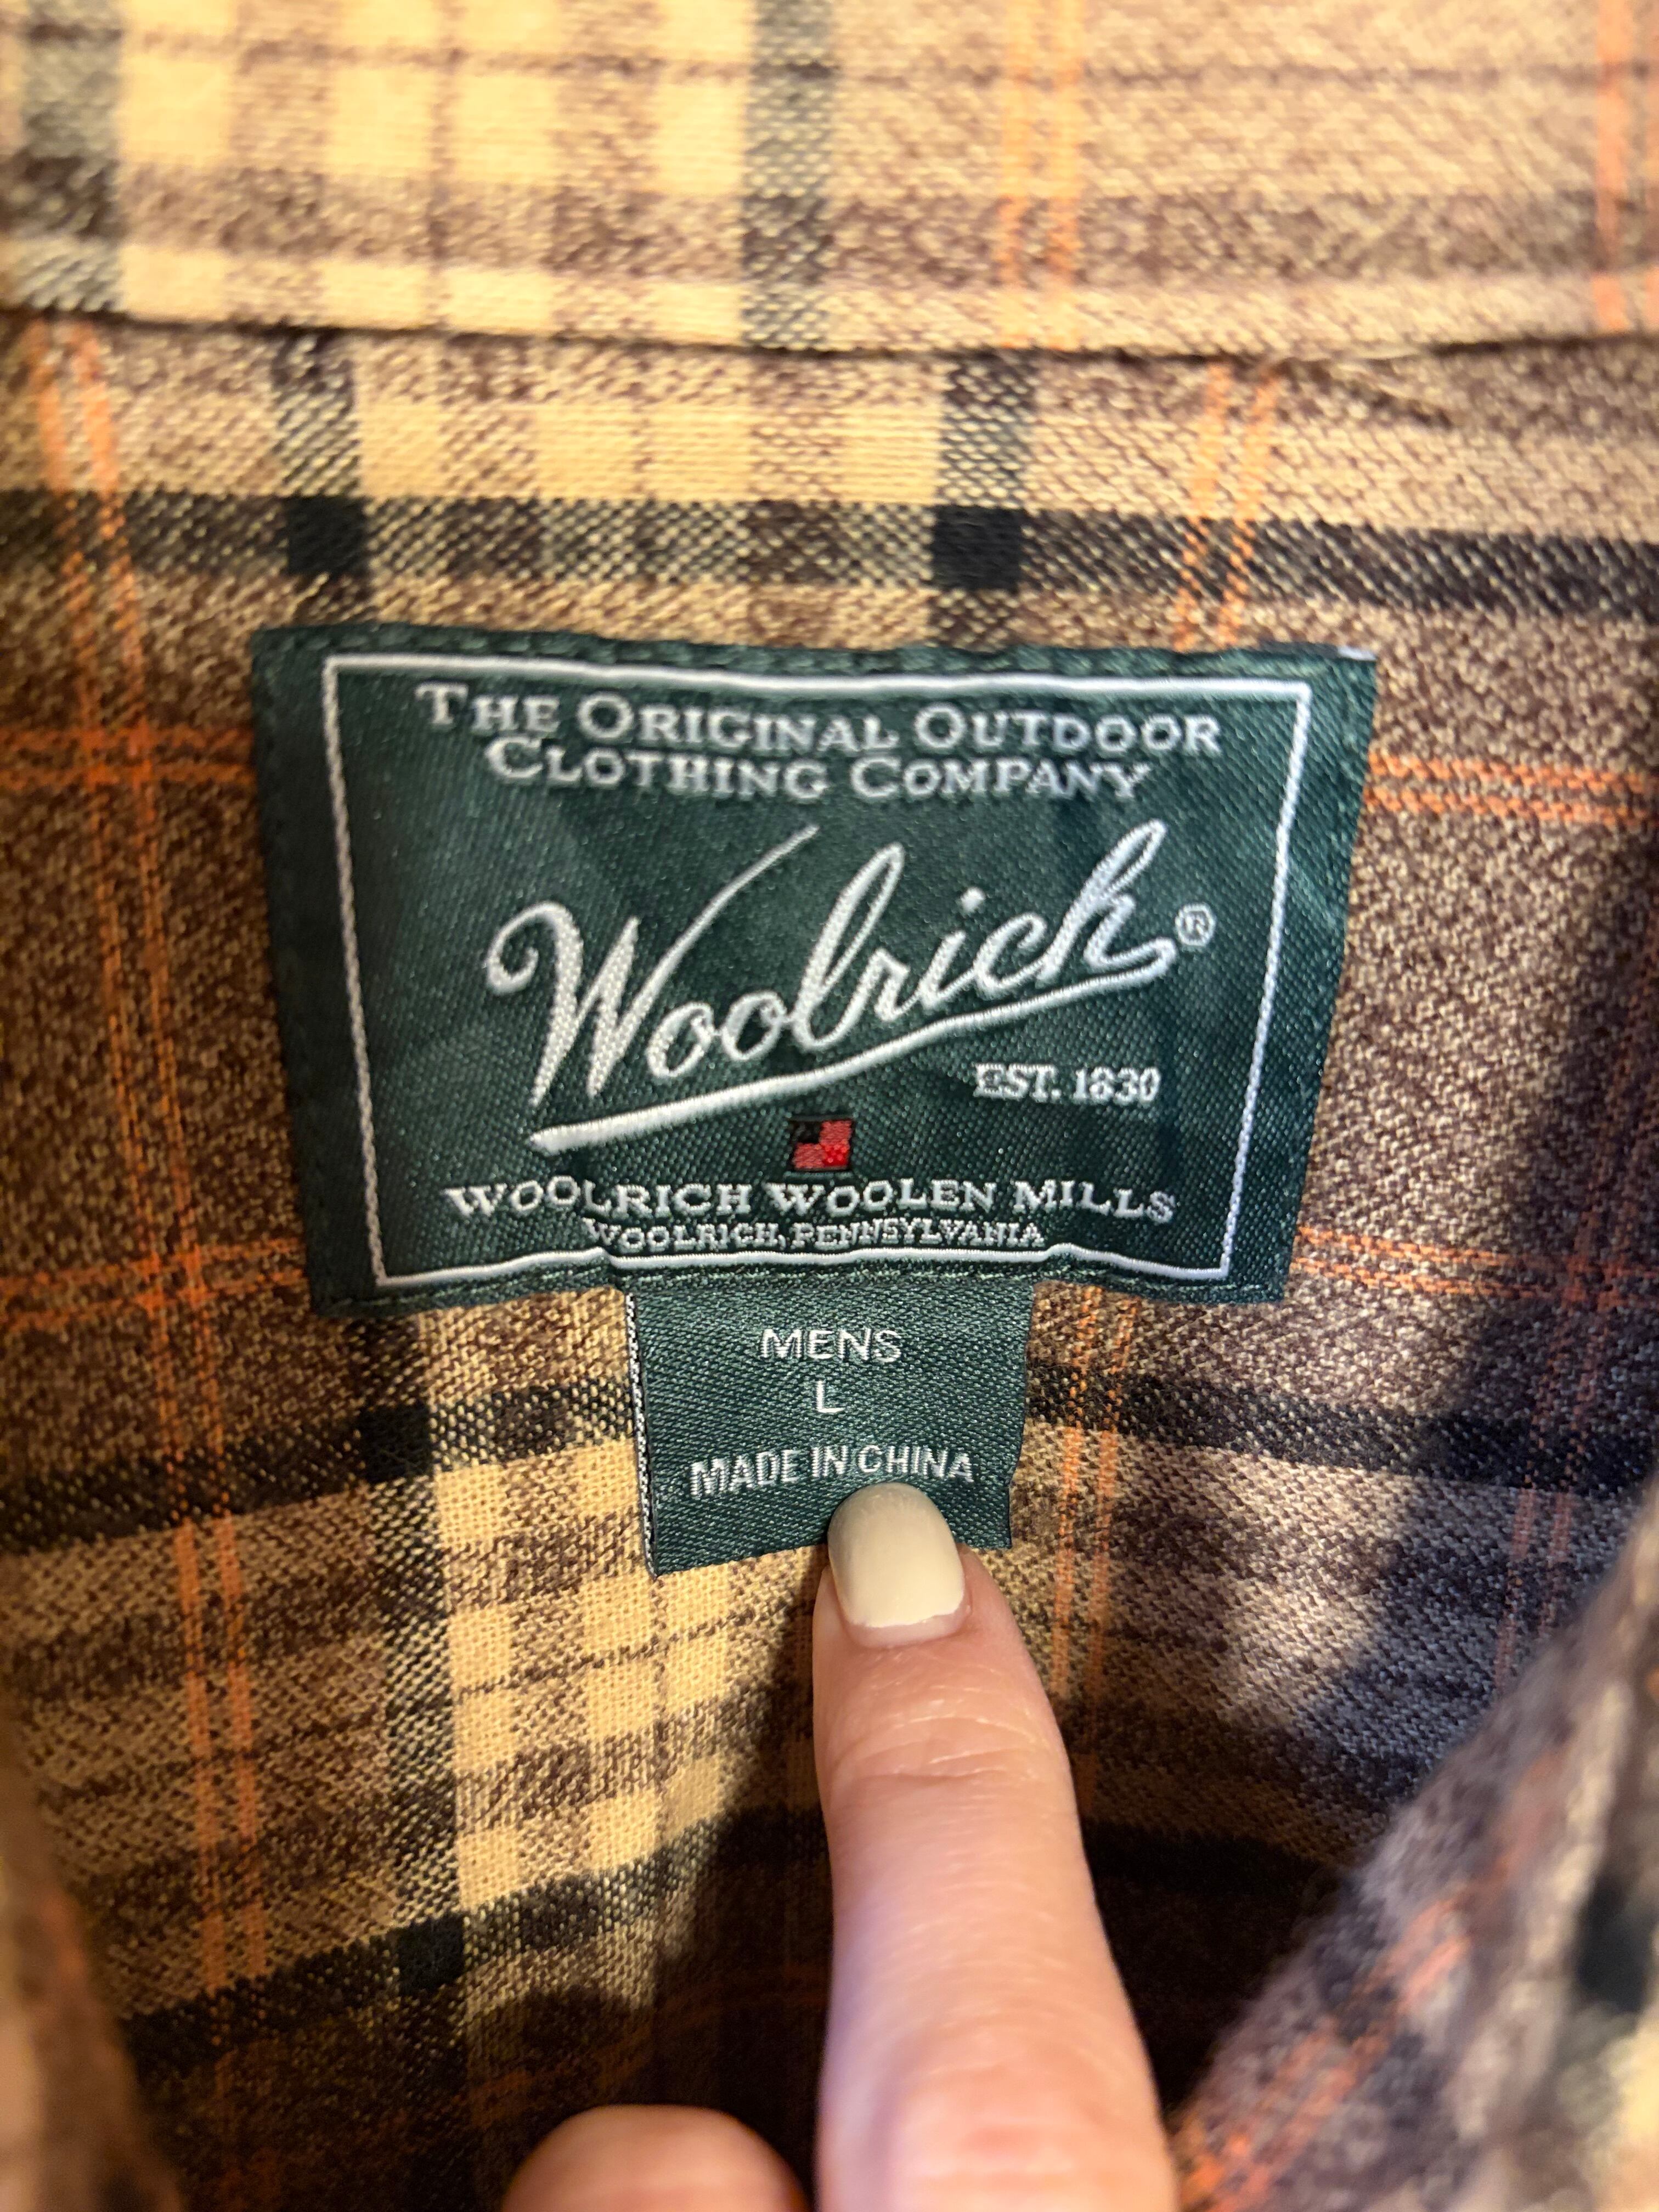 THE ORIGINAL OUTDOOR
CLOTHING COMPANY
Woolrich®
EST. 1830
WOOLRICH WOOLEN MILLS
WOOLRICH, PENNSYLVANIA
MENS
L
MADE IN CHINA